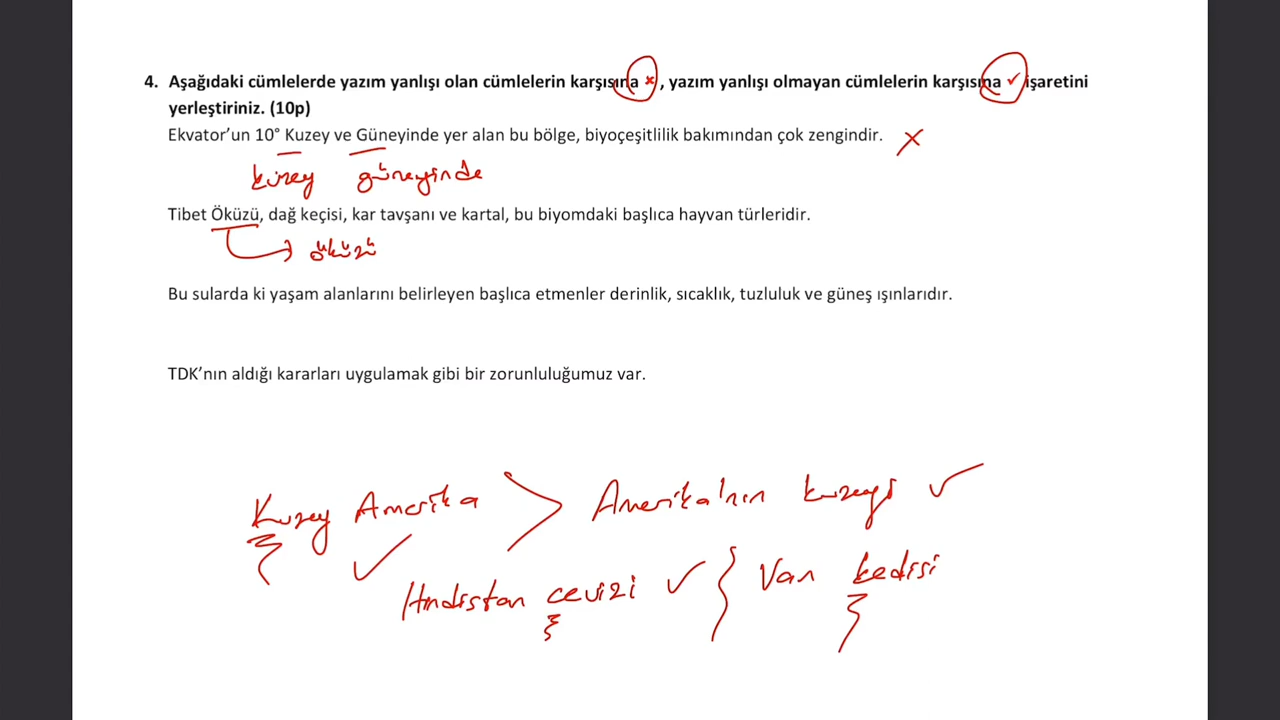 4. Aşağıdaki cümlelerde yazım yanlışı olan cümlelerin karşısına ✗, yazım yanlışı olmayan cümlelerin karşısına ✓ işaretini
yerleştiriniz. (10p)
Ekvator’un 10° Kuzey ve Güneyinde yer alan bu bölge, biyoçeşitlilik bakımından çok zengindir. ✗
kuzey güneyinde
Tibet Öküzü, dağ keçisi, kar tavşanı ve kartal, bu biyomdaki başlıca hayvan türleridir.
öküzü
Bu sularda ki yaşam alanlarını belirleyen başlıca etmenler derinlik, sıcaklık, tuzluluk ve güneş ışınlarıdır.
TDK’nın aldığı kararları uygulamak gibi bir zorunluluğumuz var.
Kuzey Amerika > Amerika'nın kuzeyi ✓
✓ Hindistan cevizi ✓ Van kedisi